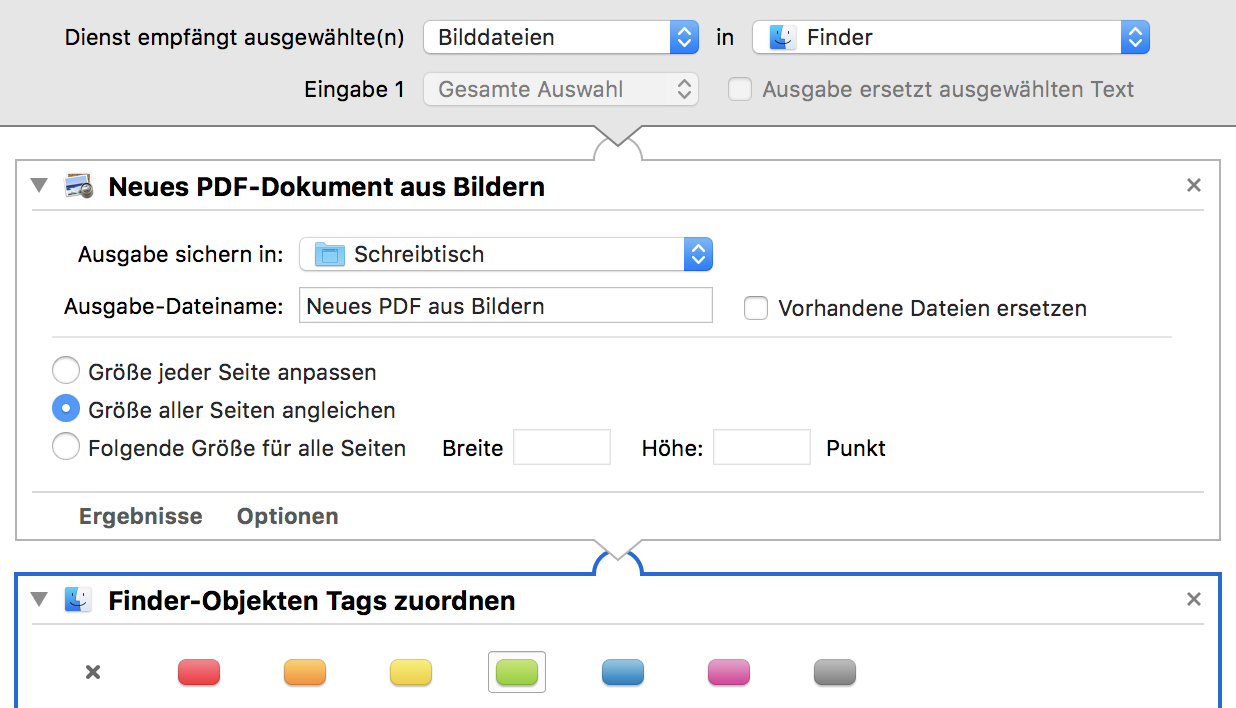 Dienst empfängt ausgewählte(n) Bilddateien in Finder
Eingabe 1 Gesamte Auswahl Ausgabe ersetzt ausgewählten Text
Neues PDF-Dokument aus Bildern
Ausgabe sichern in: Schreibtisch
Ausgabe-Dateiname: Neues PDF aus Bildern Vorhandene Dateien ersetzen
Größe jeder Seite anpassen
Größe aller Seiten angleichen
Folgende Größe für alle Seiten Breite Höhe: Punkt
Ergebnisse Optionen
Finder-Objekten Tags zuordnen